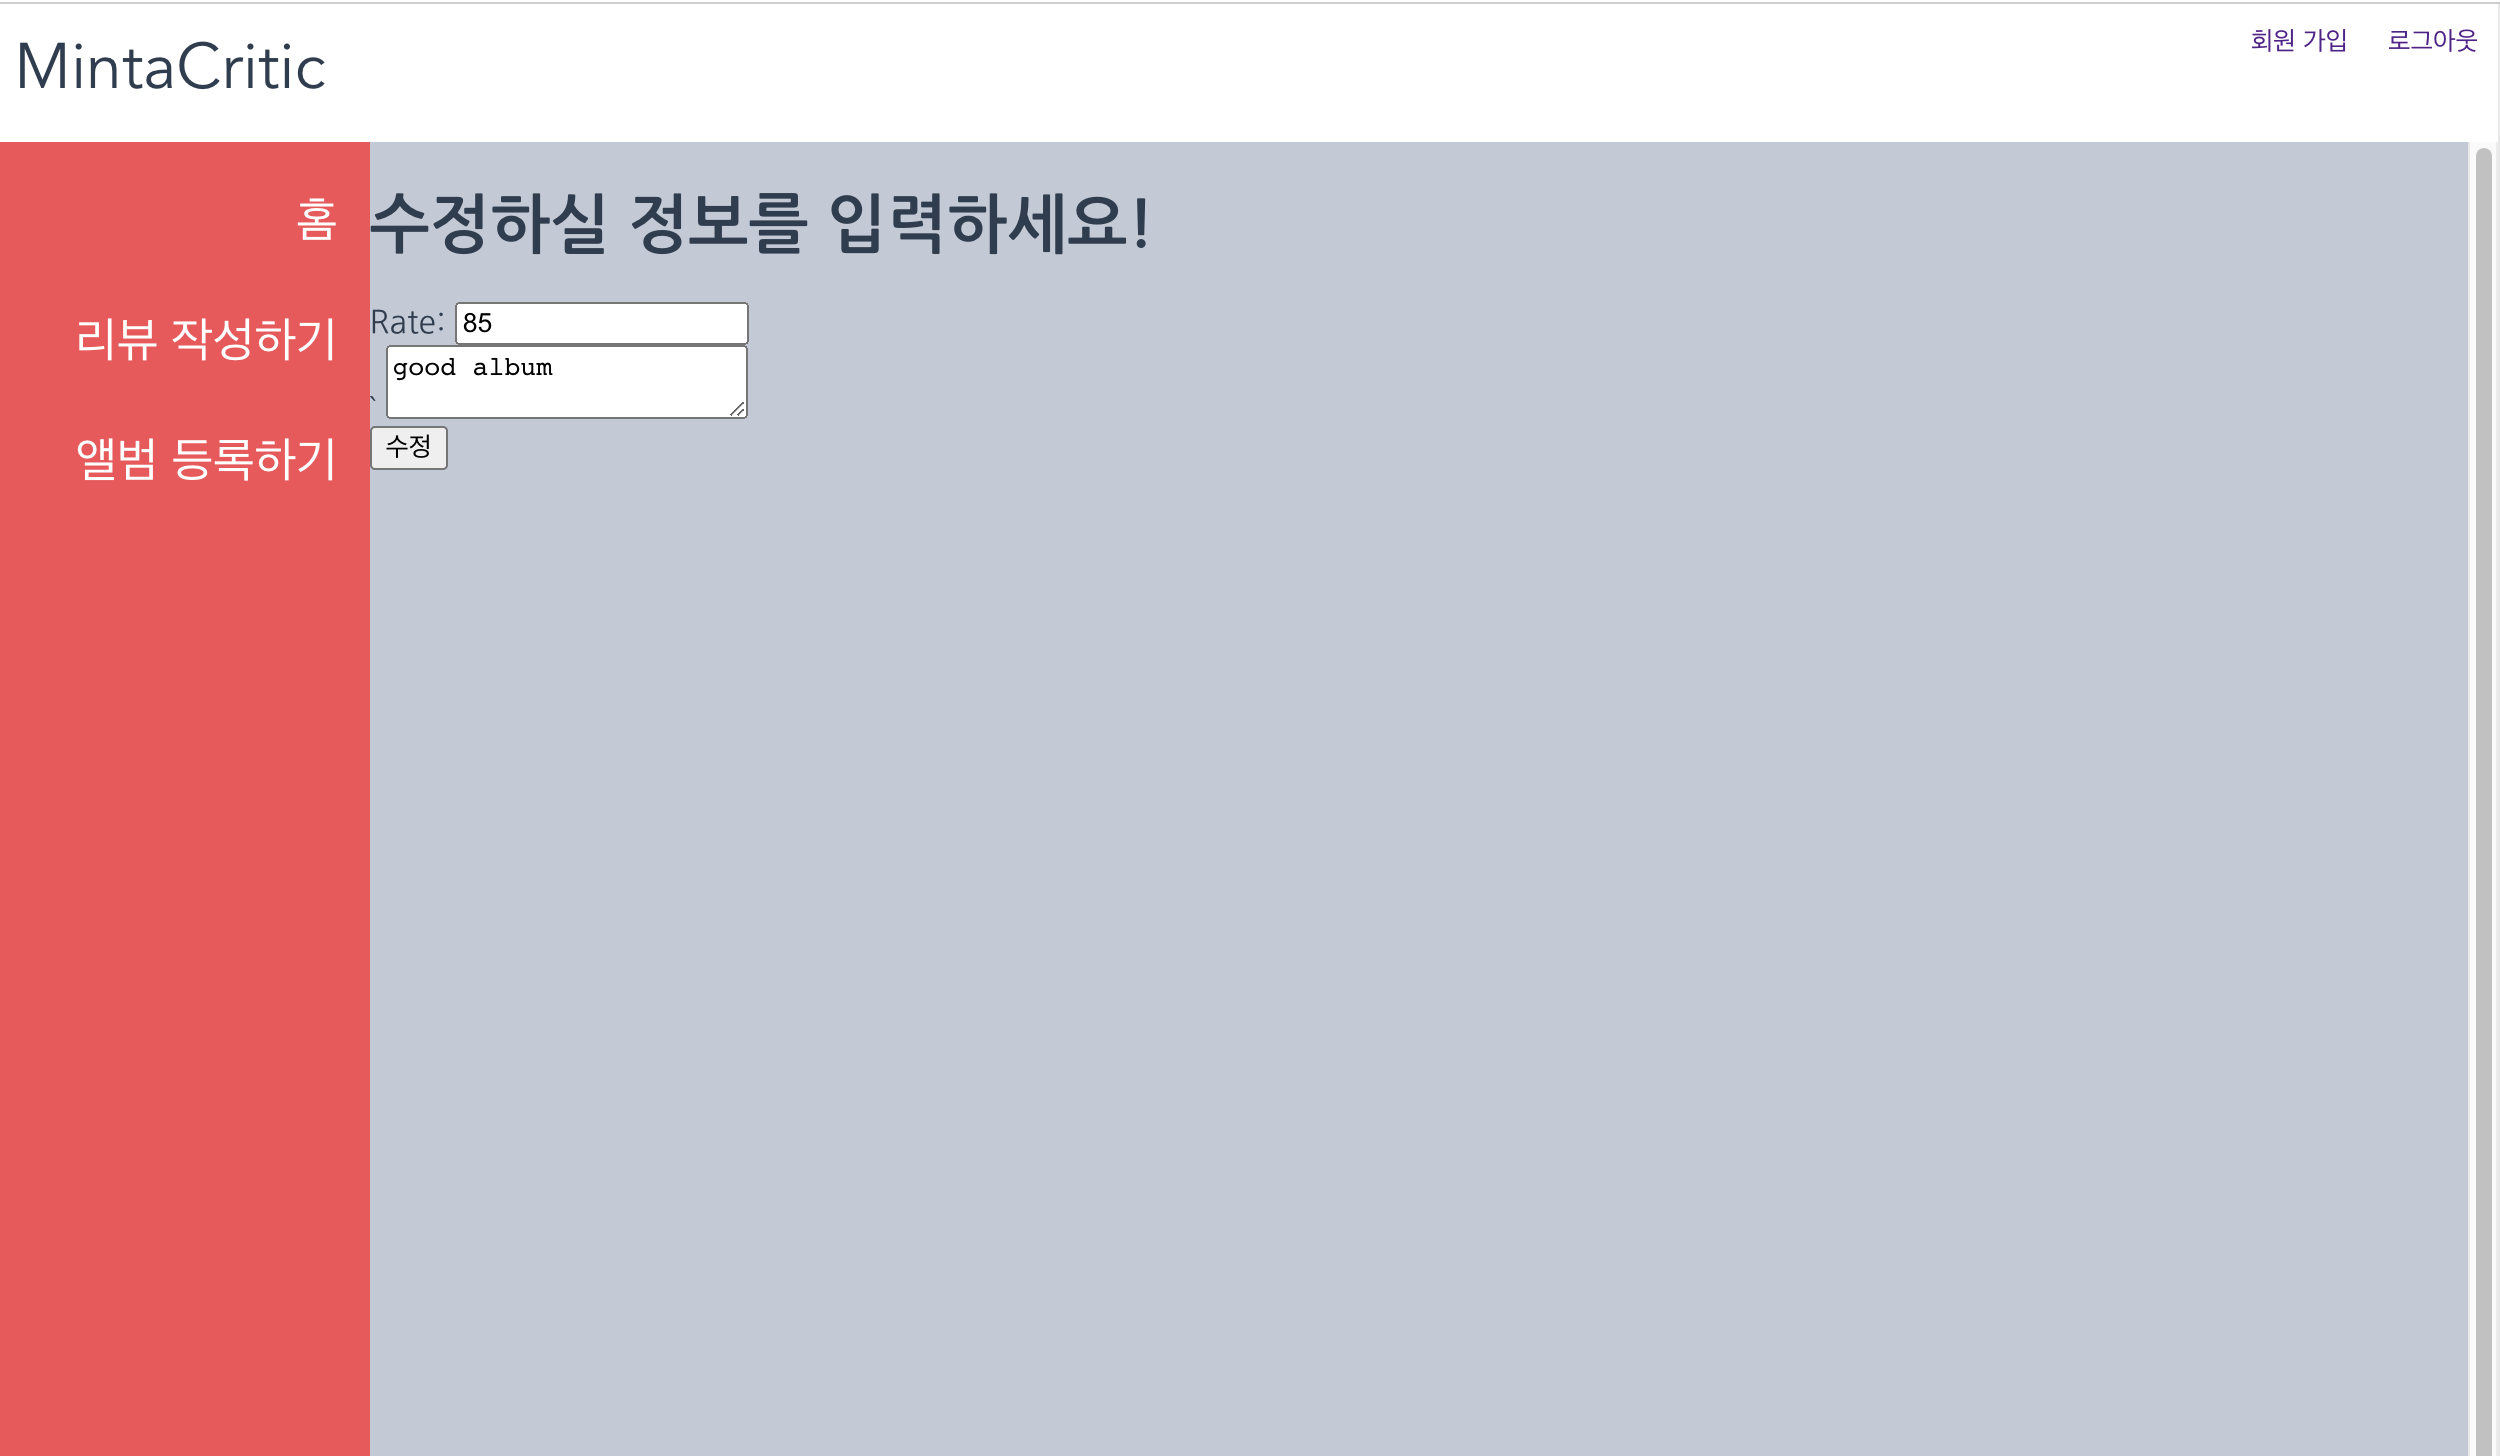 MintaCritic
회원 가입 로그아웃
홈
리뷰 작성하기
앨범 등록하기
수정하실 정보를 입력하세요!
Rate: 85
` good album
수정